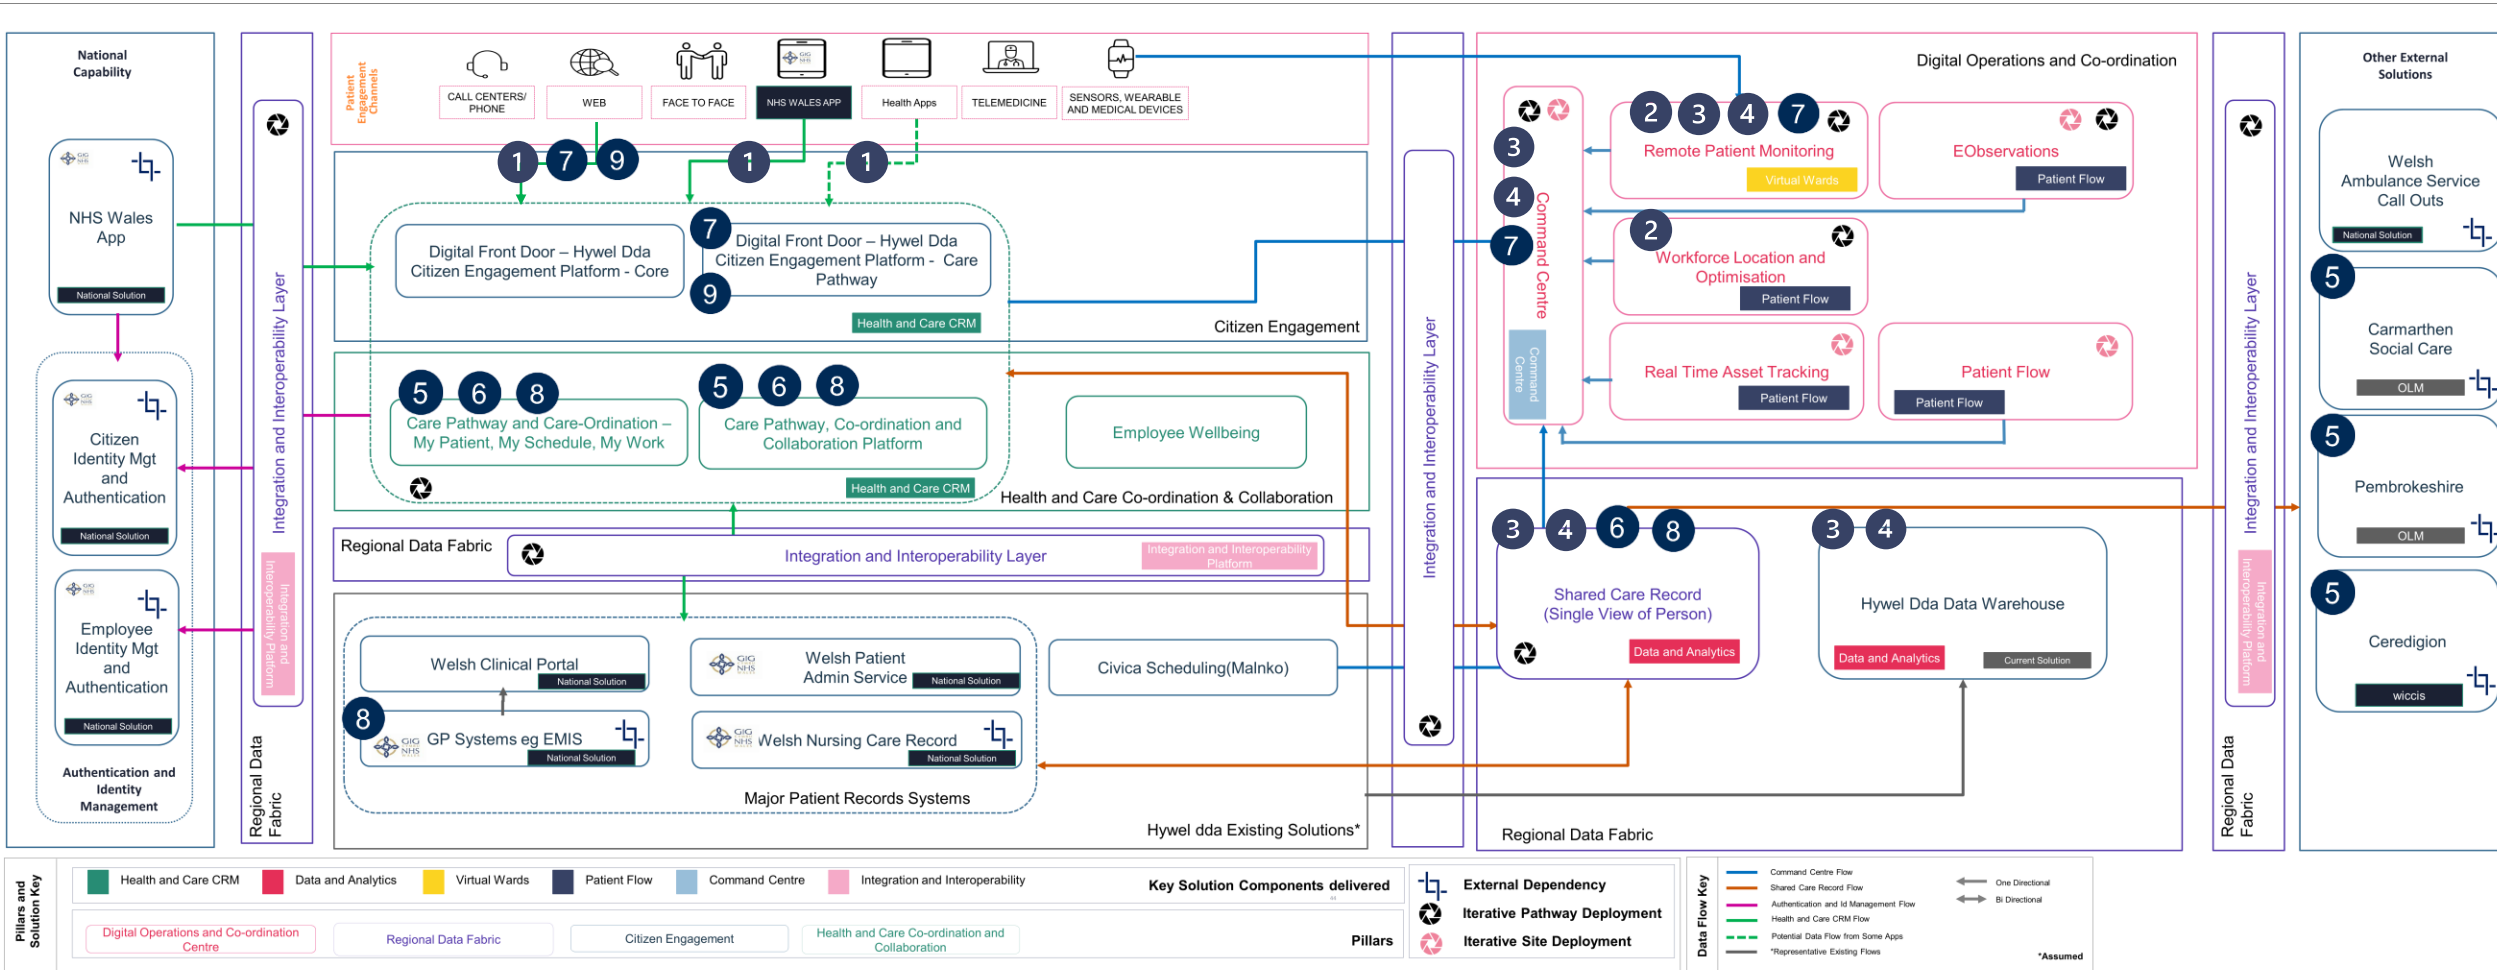 National
Capability
NHS Wales
App
National Solution
Citizen
Identity Mgt
and
Authentication
National Solution
Employee
Identity Mgt
and
Authentication
National Solution
Authentication and
Identity
Management
Integration and Interoperability Layer
Integration and
Interoperability Platform
Regional Data
Fabric
Patient
Engagement
Channels
GIG
NHS
CALL CENTERS/
PHONE
WEB
FACE TO FACE
NHS WALES APP
Health Apps
TELEMEDICINE
SENSORS, WEARABLE
AND MEDICAL DEVICES
1
7
9
1
1
Digital Front Door – Hywel Dda
Citizen Engagement Platform - Core
7
Digital Front Door – Hywel Dda
Citizen Engagement Platform - Care
Pathway
9
Health and Care CRM
Citizen Engagement
5
6
8
Care Pathway and Care-Ordination –
My Patient, My Schedule, My Work
5
6
8
Care Pathway, Co-ordination and
Collaboration Platform
Employee Wellbeing
Health and Care CRM
Health and Care Co-ordination & Collaboration
Regional Data Fabric
Integration and Interoperability Layer
Integration and Interoperability
Platform
Welsh Clinical Portal
National Solution
GIG
NHS
Welsh Patient
Admin Service
National Solution
Civica Scheduling(Malnko)
8
GIG
NHS
GP Systems eg EMIS
National Solution
GIG
NHS
Welsh Nursing Care Record
National Solution
Major Patient Records Systems
Hywel dda Existing Solutions*
Integration and Interoperability Layer
Digital Operations and Co-ordination
3
4
7
Command Centre
Command
Centre
2
3
4
7
Remote Patient Monitoring
Virtual Wards
EObservations
Patient Flow
2
Workforce Location and
Optimisation
Patient Flow
Real Time Asset Tracking
Patient Flow
Patient Flow
Patient Flow
3
4
6
8
Shared Care Record
(Single View of Person)
Data and Analytics
3
4
Hywel Dda Data Warehouse
Data and Analytics
Current Solution
Regional Data Fabric
Integration and Interoperability Layer
Integration and
Interoperability Platform
Regional Data
Fabric
Other External
Solutions
Welsh
Ambulance Service
Call Outs
National Solution
5
Carmarthen
Social Care
OLM
5
Pembrokeshire
OLM
5
Ceredigion
wiccis
Pillars and
Solution Key
Health and Care CRM
Data and Analytics
Virtual Wards
Patient Flow
Command Centre
Integration and Interoperability
Key Solution Components delivered
Digital Operations and Co-ordination
Centre
Regional Data Fabric
Citizen Engagement
Health and Care Co-ordination and
Collaboration
Pillars
External Dependency
Iterative Pathway Deployment
Iterative Site Deployment
Data Flow Key
Command Centre Flow
Shared Care Record Flow
Authentication and Id Management Flow
Health and Care CRM Flow
Potential Data Flow from Some Apps
*Representative Existing Flows
One Directional
Bi Directional
*Assumed